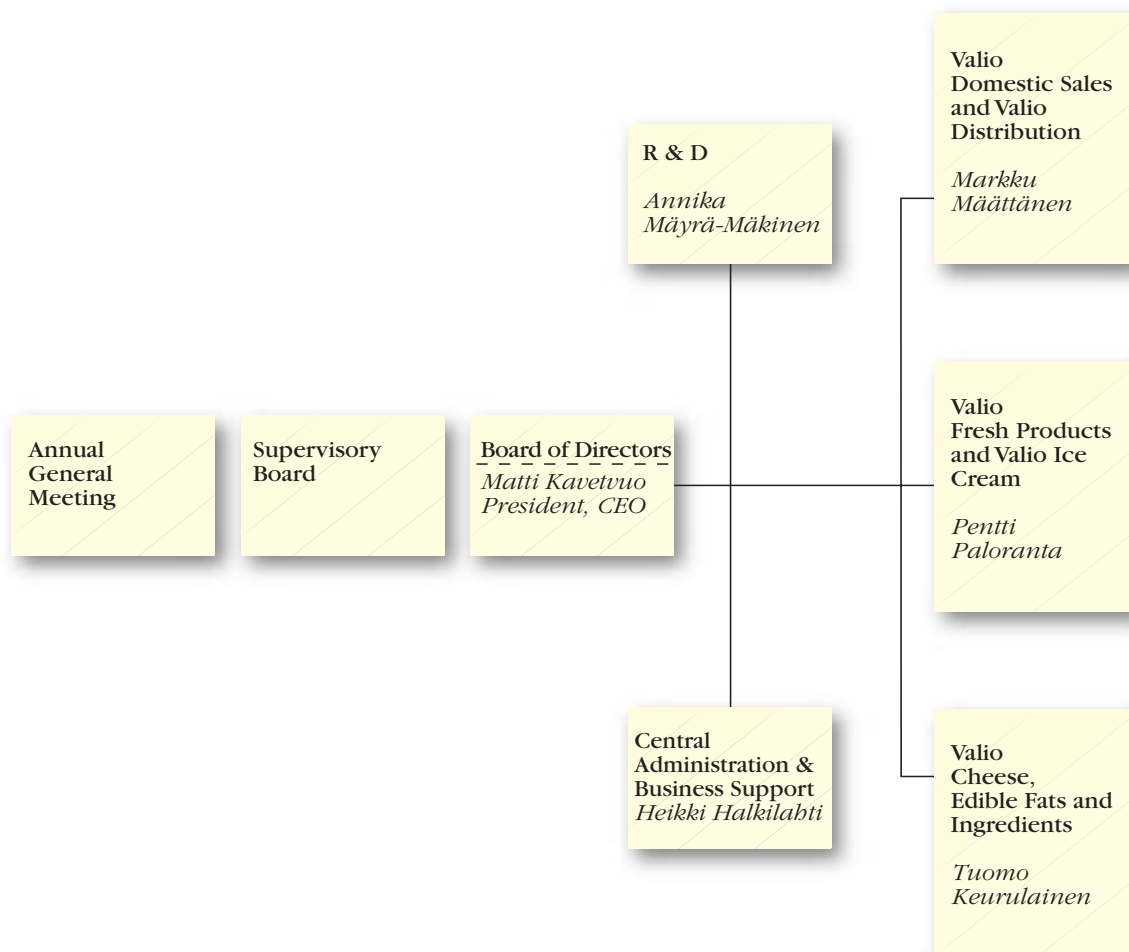 Annual
General
Meeting
Supervisory
Board
Board of Directors
Matti Kavetvuo
President, CEO
R & D
Annika
Mäyrä-Mäkinen
Central
Administration &
Business Support
Heikki Halkilahti
Valio
Domestic Sales
and Valio
Distribution
Markku
Määttänen
Valio
Fresh Products
and Valio Ice
Cream
Pentti
Paloranta
Valio
Cheese,
Edible Fats and
Ingredients
Tuomo
Keurulainen